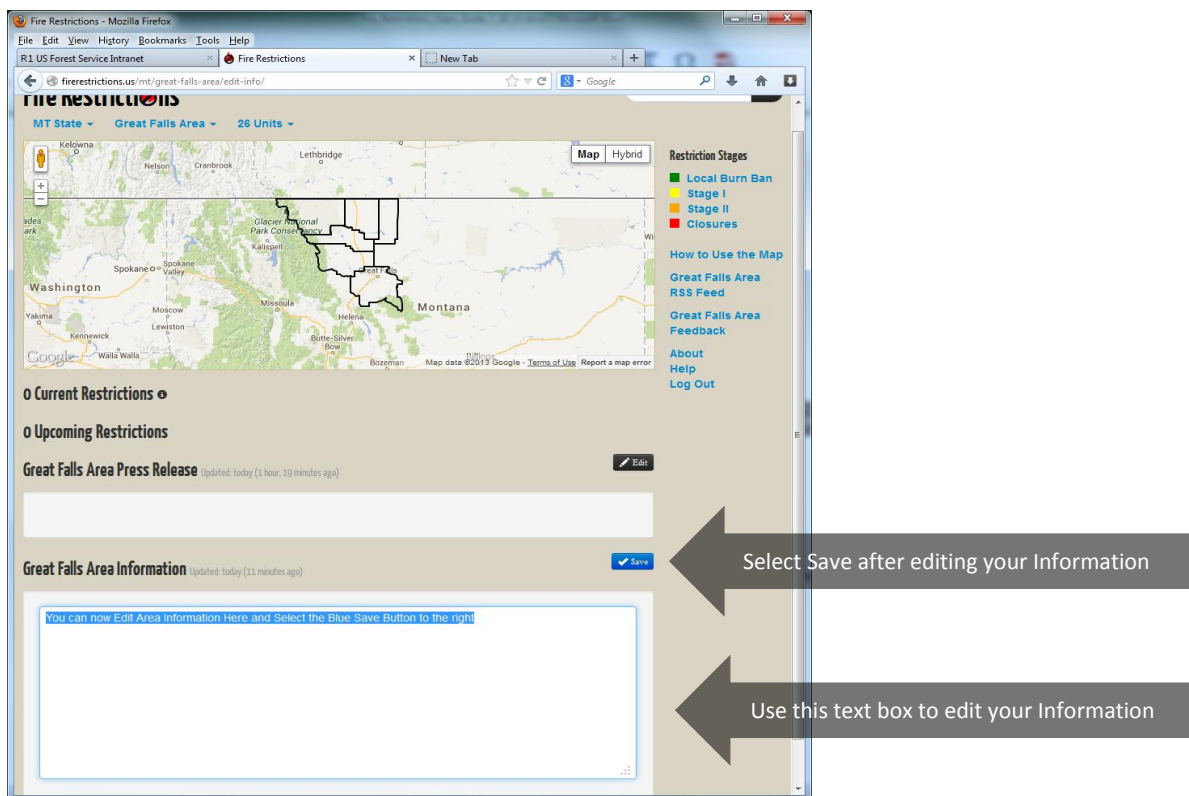 Fire Restrictions - Mozilla Firefox
File Edit View History Bookmarks Tools Help
R1 US Forest Service Intranet
Fire Restrictions
New Tab
firerestrictions.us/mt/great-falls-area/edit-info/
Google
Fire Restrictions
MT State
Great Falls Area
26 Units
Kelowna
Nelson
Cranbrook
Lethbridge
Map
Hybrid
Glacier National
Park Conservancy
Kalispell
Spokane
Spokane
Valley
Great Falls
Washington
Moscow
Missoula
Helena
Montana
Yakima
Lewiston
Kennewick
Butte-Silver
Bow
Google
Walla Walla
Bozeman
Billings
Map data ©2013 Google - Terms of Use Report a map error
Restriction Stages
Local Burn Ban
Stage I
Stage II
Closures
How to Use the Map
Great Falls Area
RSS Feed
Great Falls Area
Feedback
About
Help
Log Out
0 Current Restrictions
0 Upcoming Restrictions
Great Falls Area Press Release Updated: today (1 hour, 19 minutes ago)
Edit
Great Falls Area Information Updated: today (11 minutes ago)
Save
Select Save after editing your Information
You can now Edit Area Information Here and Select the Blue Save Button to the right
Use this text box to edit your Information